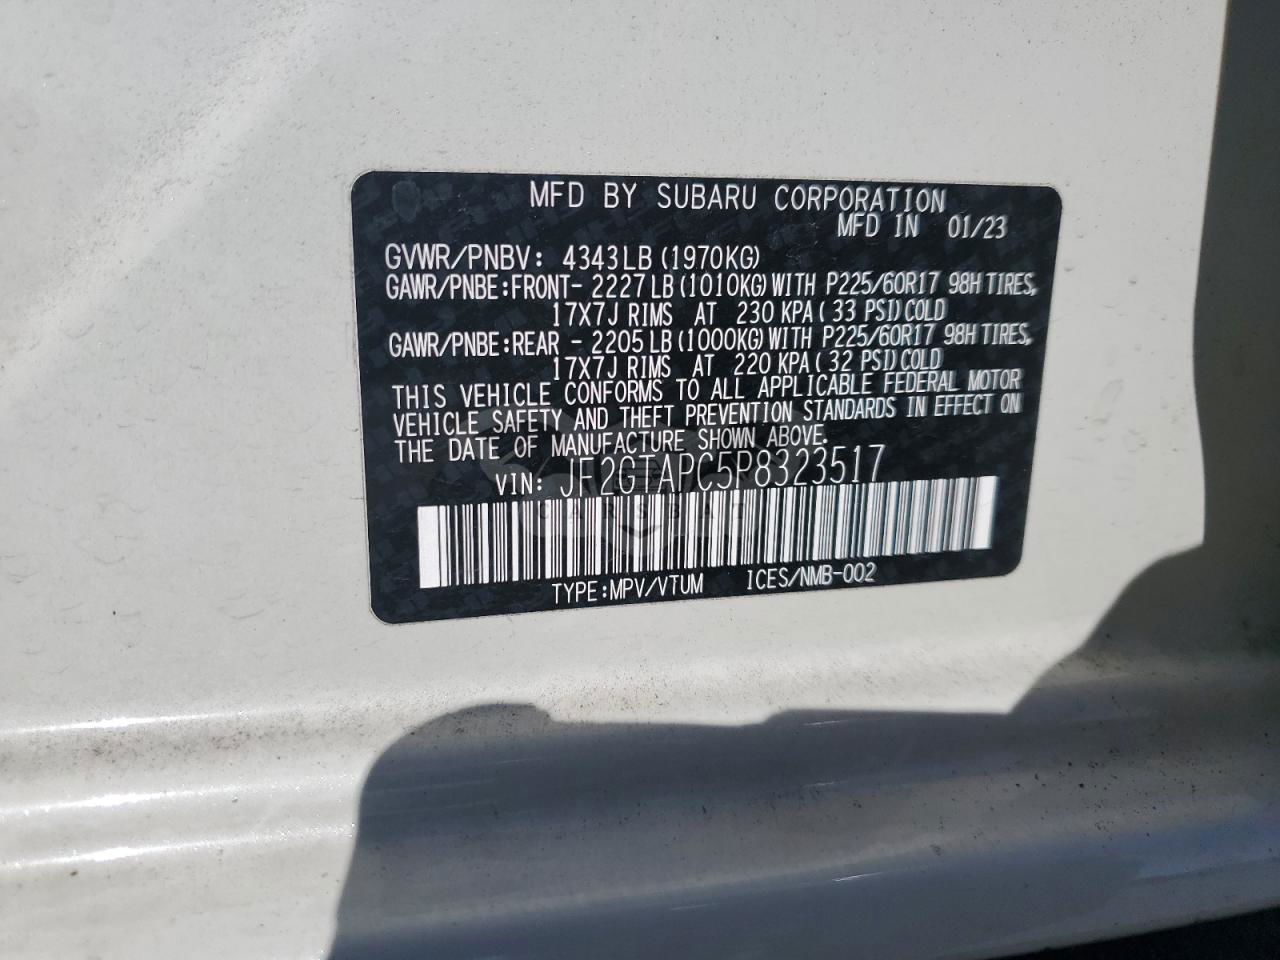 MFD BY SUBARU CORPORATION
MFD IN 01/23
GVWR/PNBV: 4343LB (1970KG)
GAWR/PNBE:FRONT- 2227LB (1010KG) WITH P225/60R17 98H TIRES,
17X7J RIMS AT 230 KPA ( 33 PSI) COLD
GAWR/PNBE:REAR - 2205LB (1000KG) WITH P225/60R17 98H TIRES,
17X7J RIMS AT 220 KPA ( 32 PSI) COLD
THIS VEHICLE CONFORMS TO ALL APPLICABLE FEDERAL MOTOR
VEHICLE SAFETY AND THEFT PREVENTION STANDARDS IN EFFECT ON
THE DATE OF MANUFACTURE SHOWN ABOVE.
VIN: JF2GTAPC5P8323517
CARSBAT
TYPE:MPV/VTUM ICES/NMB-002